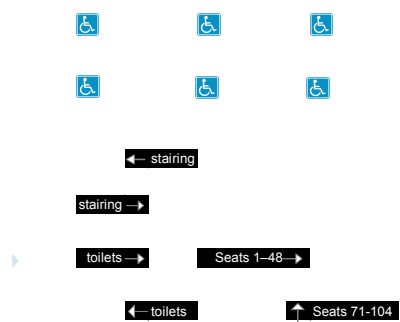 stairing
stairing
toilets
Seats 1–48
toilets
Seats 71-104